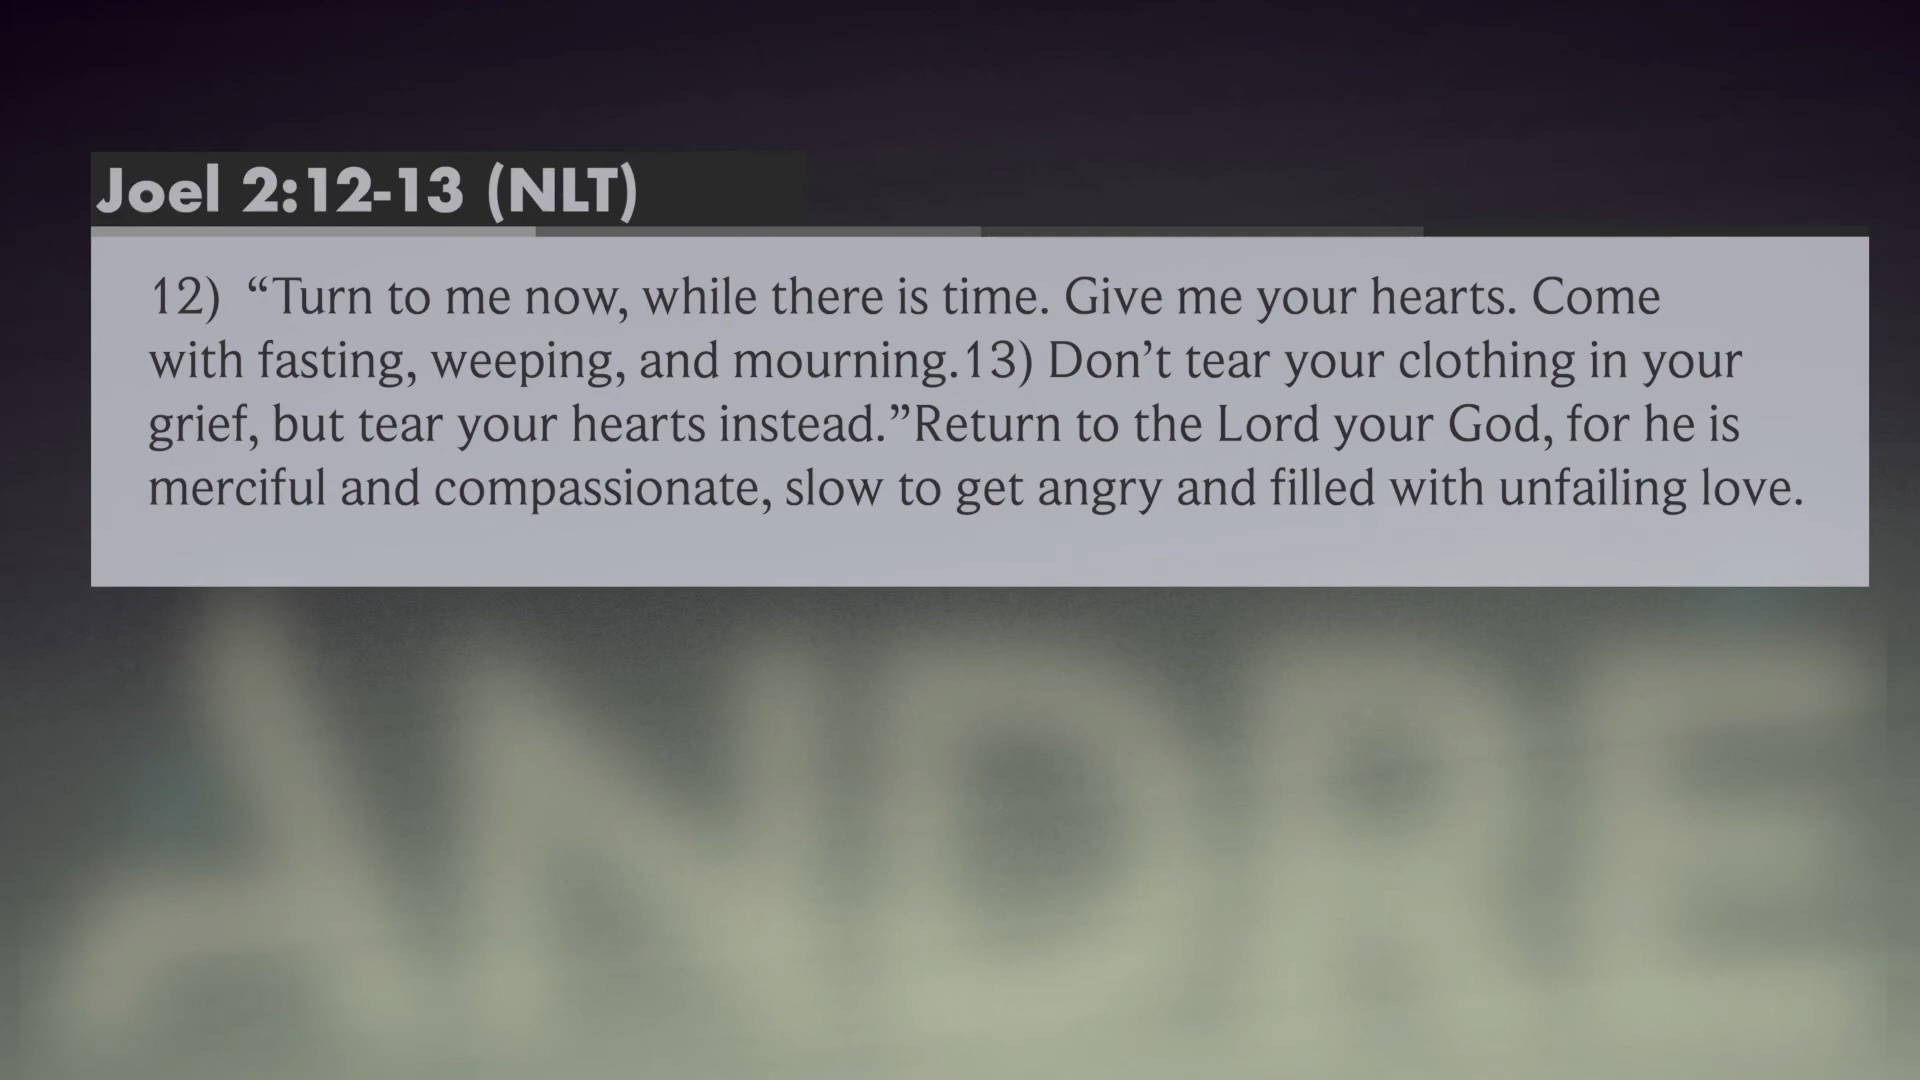 Joel 2:12-13 (NLT)
12) “Turn to me now, while there is time. Give me your hearts. Come
with fasting, weeping, and mourning.13) Don’t tear your clothing in your
grief, but tear your hearts instead.”Return to the Lord your God, for he is
merciful and compassionate, slow to get angry and filled with unfailing love.
ANDRE